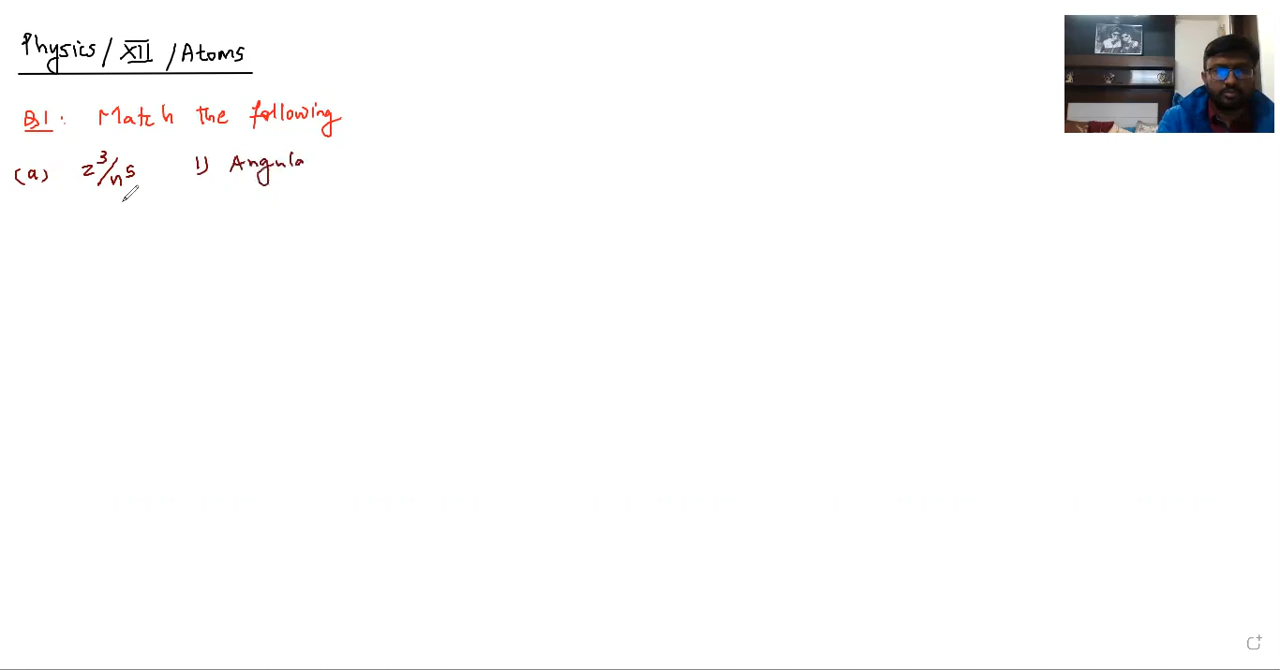 Physics / XII / Atoms
Q1: Match the following
(a) z³/n⁵ 1) Angula